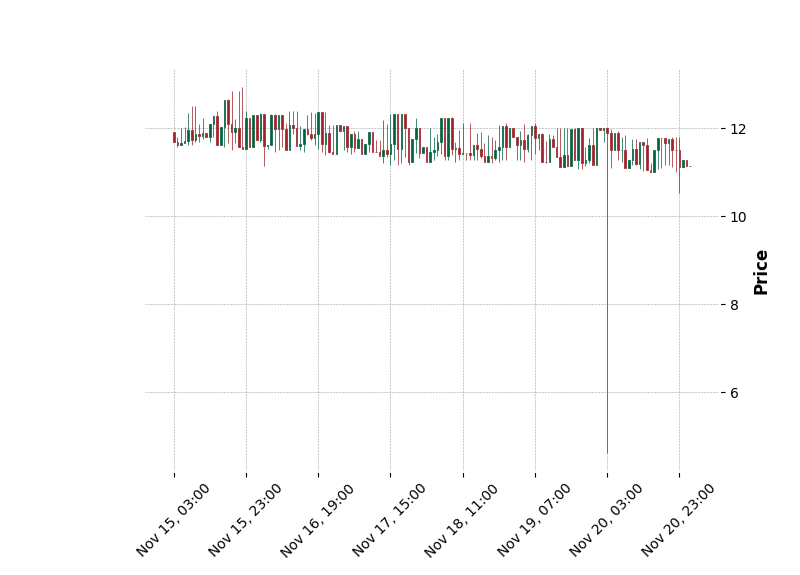 12
10
8
6
Price
Nov 15, 03:00
Nov 15, 23:00
Nov 16, 19:00
Nov 17, 15:00
Nov 18, 11:00
Nov 19, 07:00
Nov 20, 03:00
Nov 20, 23:00